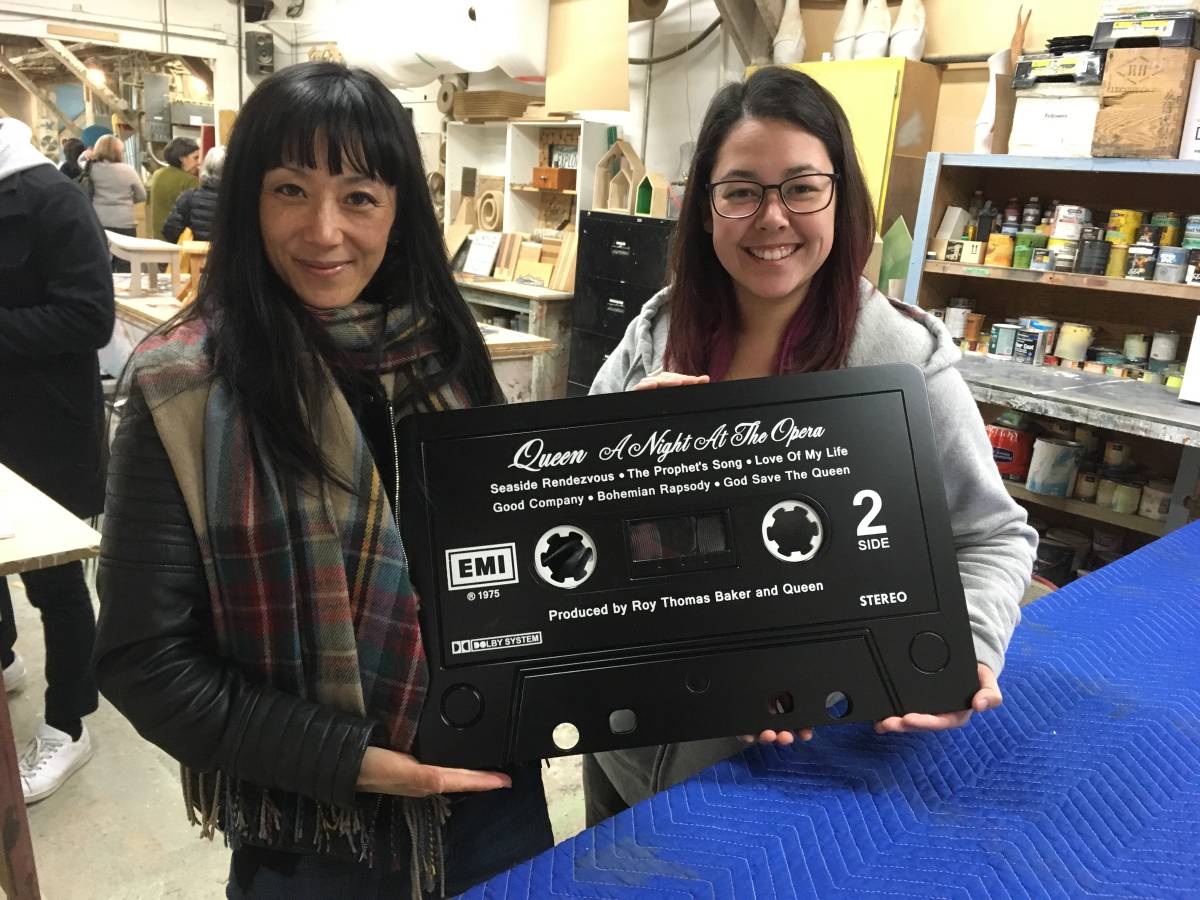 Queen A Night At The Opera
Seaside Rendezvous • The Prophet's Song • Love Of My Life
Good Company • Bohemian Rapsody • God Save The Queen
2
SIDE
EMI
® 1975
Produced by Roy Thomas Baker and Queen
STEREO
DOLBY SYSTEM
Fellowes